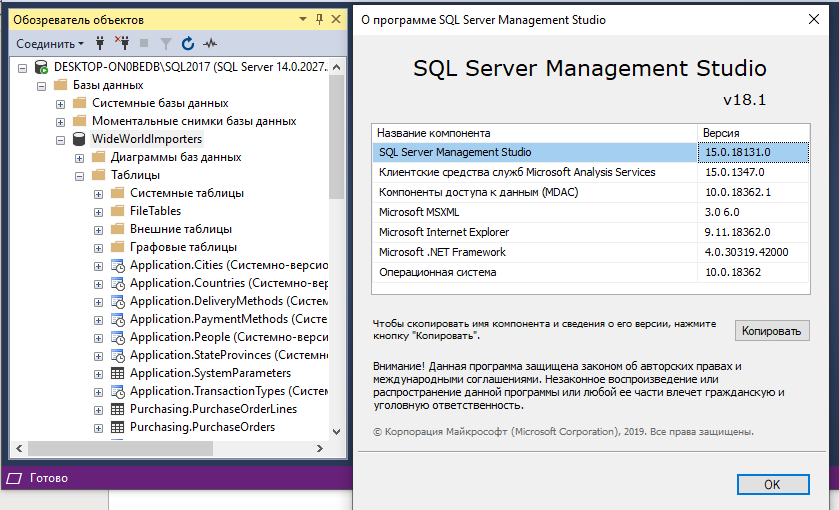 Обозреватель объектов
Соединить
DESKTOP-ON0BEDB\SQL2017 (SQL Server 14.0.2027...
Базы данных
Системные базы данных
Моментальные снимки базы данных
WideWorldImporters
Диаграммы баз данных
Таблицы
Системные таблицы
FileTables
Внешние таблицы
Графовые таблицы
Application.Cities (Системно-версио
Application.Countries (Системно-вер
Application.DeliveryMethods (Систем
Application.PaymentMethods (Систем
Application.People (Системно-версио
Application.StateProvinces (Системно
Application.SystemParameters
Application.TransactionTypes (Систем
Purchasing.PurchaseOrderLines
Purchasing.PurchaseOrders
Готово
О программе SQL Server Management Studio
SQL Server Management Studio
v18.1
Название компонента Версия
SQL Server Management Studio 15.0.18131.0
Клиентские средства служб Microsoft Analysis Services 15.0.1347.0
Компоненты доступа к данным (MDAC) 10.0.18362.1
Microsoft MSXML 3.0 6.0
Microsoft Internet Explorer 9.11.18362.0
Microsoft .NET Framework 4.0.30319.42000
Операционная система 10.0.18362
Чтобы скопировать имя компонента и сведения о его версии, нажмите
кнопку "Копировать".
Копировать
Внимание! Данная программа защищена законом об авторских правах и
международными соглашениями. Незаконное воспроизведение или
распространение данной программы или любой ее части влечет гражданскую и
уголовную ответственность.
© Корпорация Майкрософт (Microsoft Corporation), 2019. Все права защищены.
OK